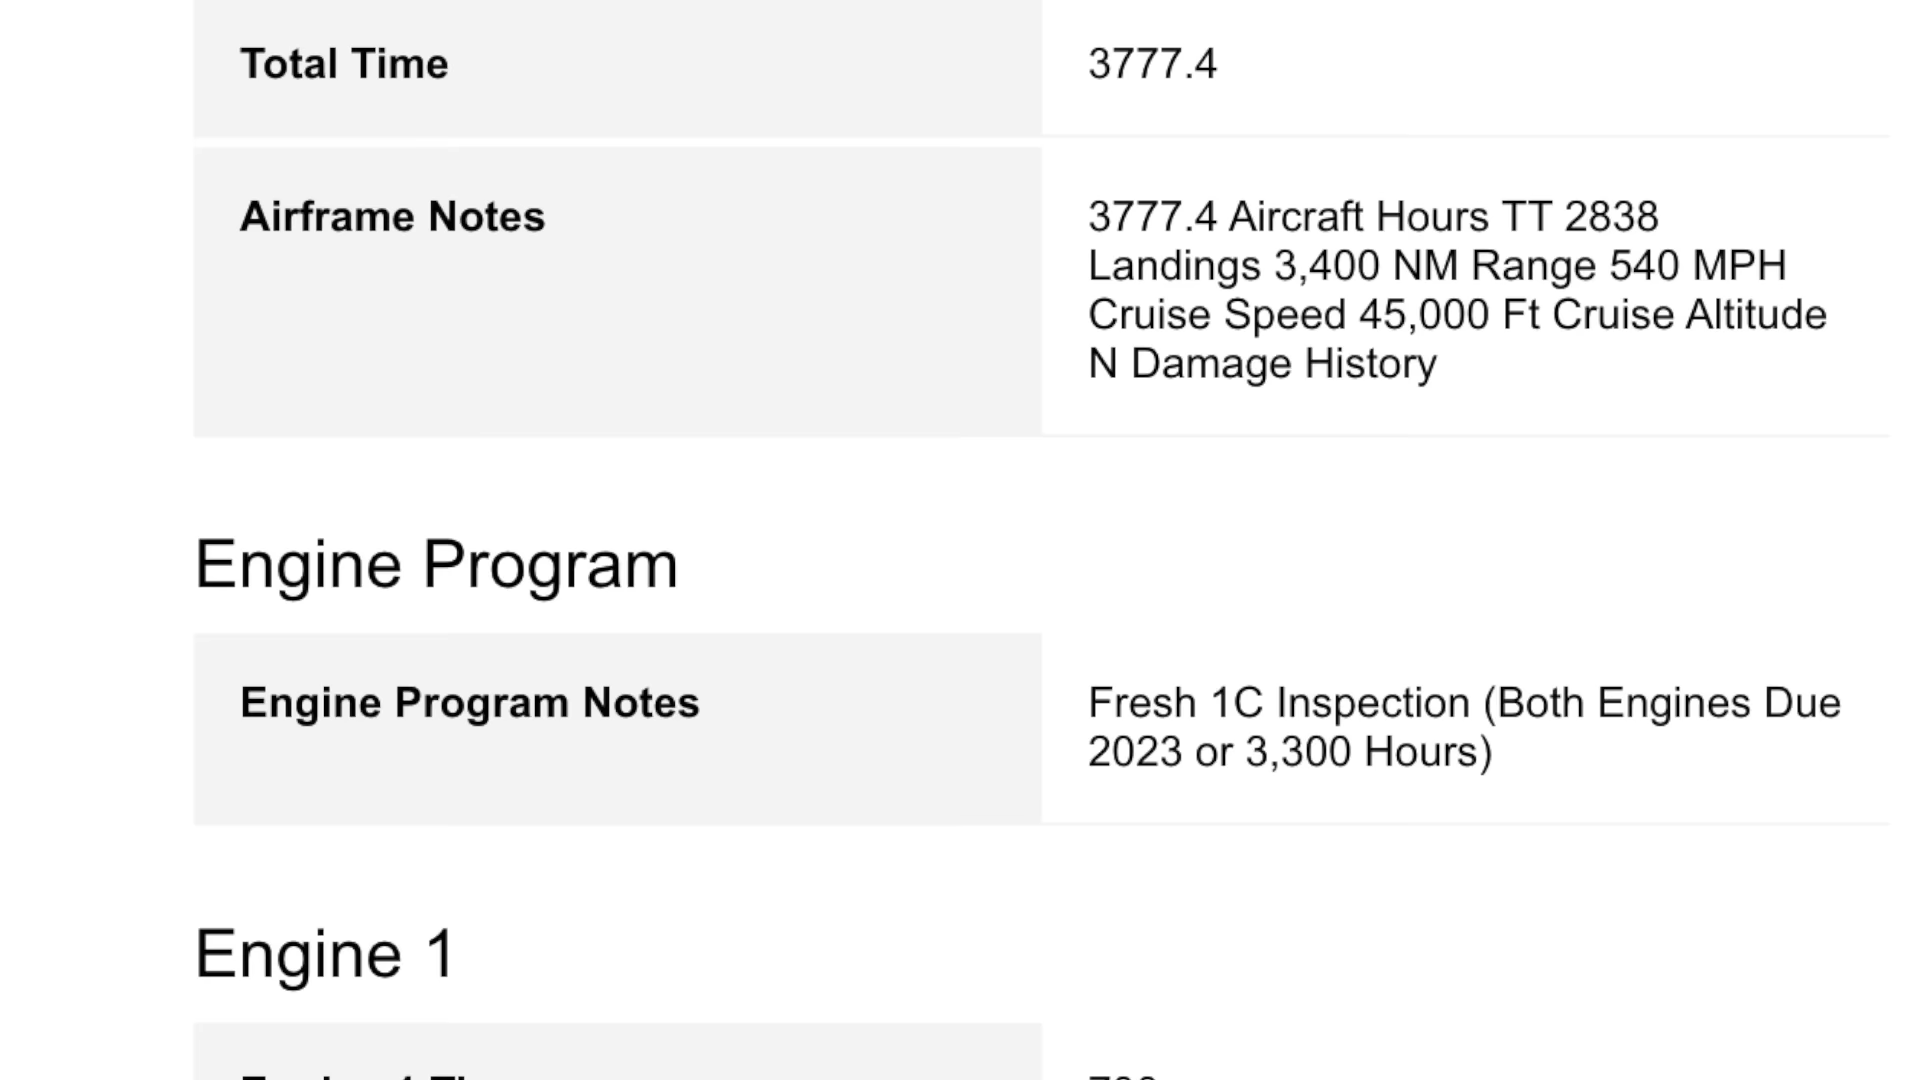 Total Time
3777.4
Airframe Notes
3777.4 Aircraft Hours TT 2838
Landings 3,400 NM Range 540 MPH
Cruise Speed 45,000 Ft Cruise Altitude
N Damage History
Engine Program
Engine Program Notes
Fresh 1C Inspection (Both Engines Due
2023 or 3,300 Hours)
Engine 1